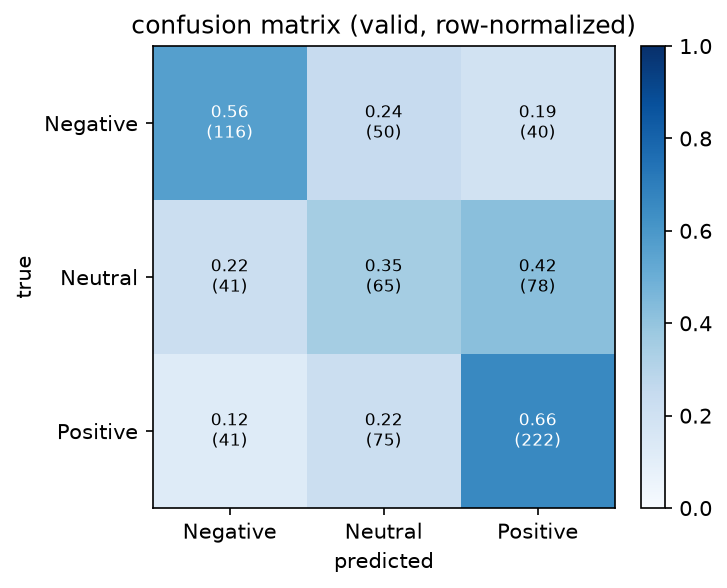 confusion matrix (valid, row-normalized)
1.0
0.8
0.6
0.4
0.2
0.0
true
Negative
0.56 0.24 0.19
(116) (50) (40)
Neutral
0.22 0.35 0.42
(41) (65) (78)
Positive
0.12 0.22 0.66
(41) (75) (222)
Negative Neutral Positive
predicted